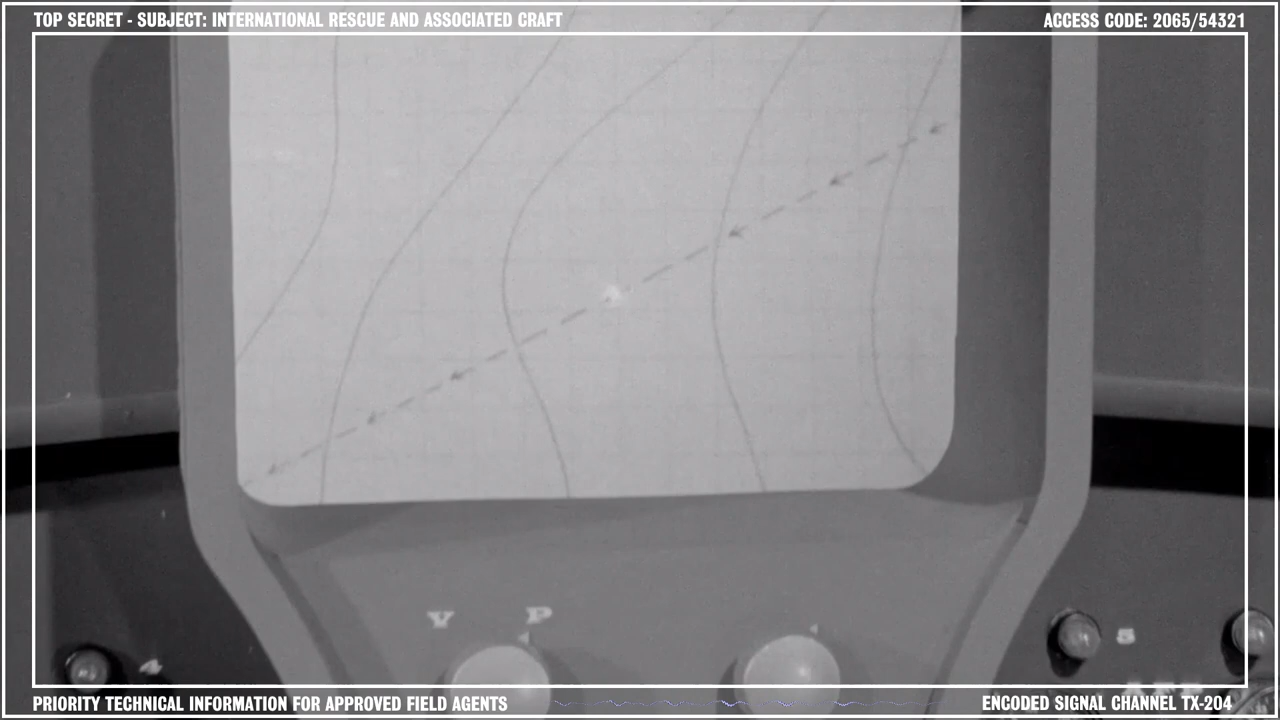 TOP SECRET - SUBJECT: INTERNATIONAL RESCUE AND ASSOCIATED CRAFT
ACCESS CODE: 2065/54321
V P
4
5
PRIORITY TECHNICAL INFORMATION FOR APPROVED FIELD AGENTS
ENCODED SIGNAL CHANNEL TX-204